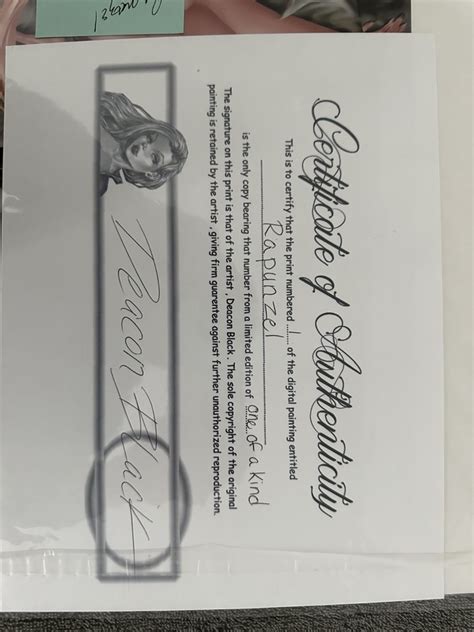 Certificate of Authenticity
This is to certify that the print numbered ...1.... of the digital painting entitled
Rapunzel
is the only copy bearing that number from a limited edition of one of a kind
The signature on this print is that of the artist , Deacon Black . The sole copyright of the original
painting is retained by the artist , giving firm guarentee against further unauthorized reproduction.
Deacon Black